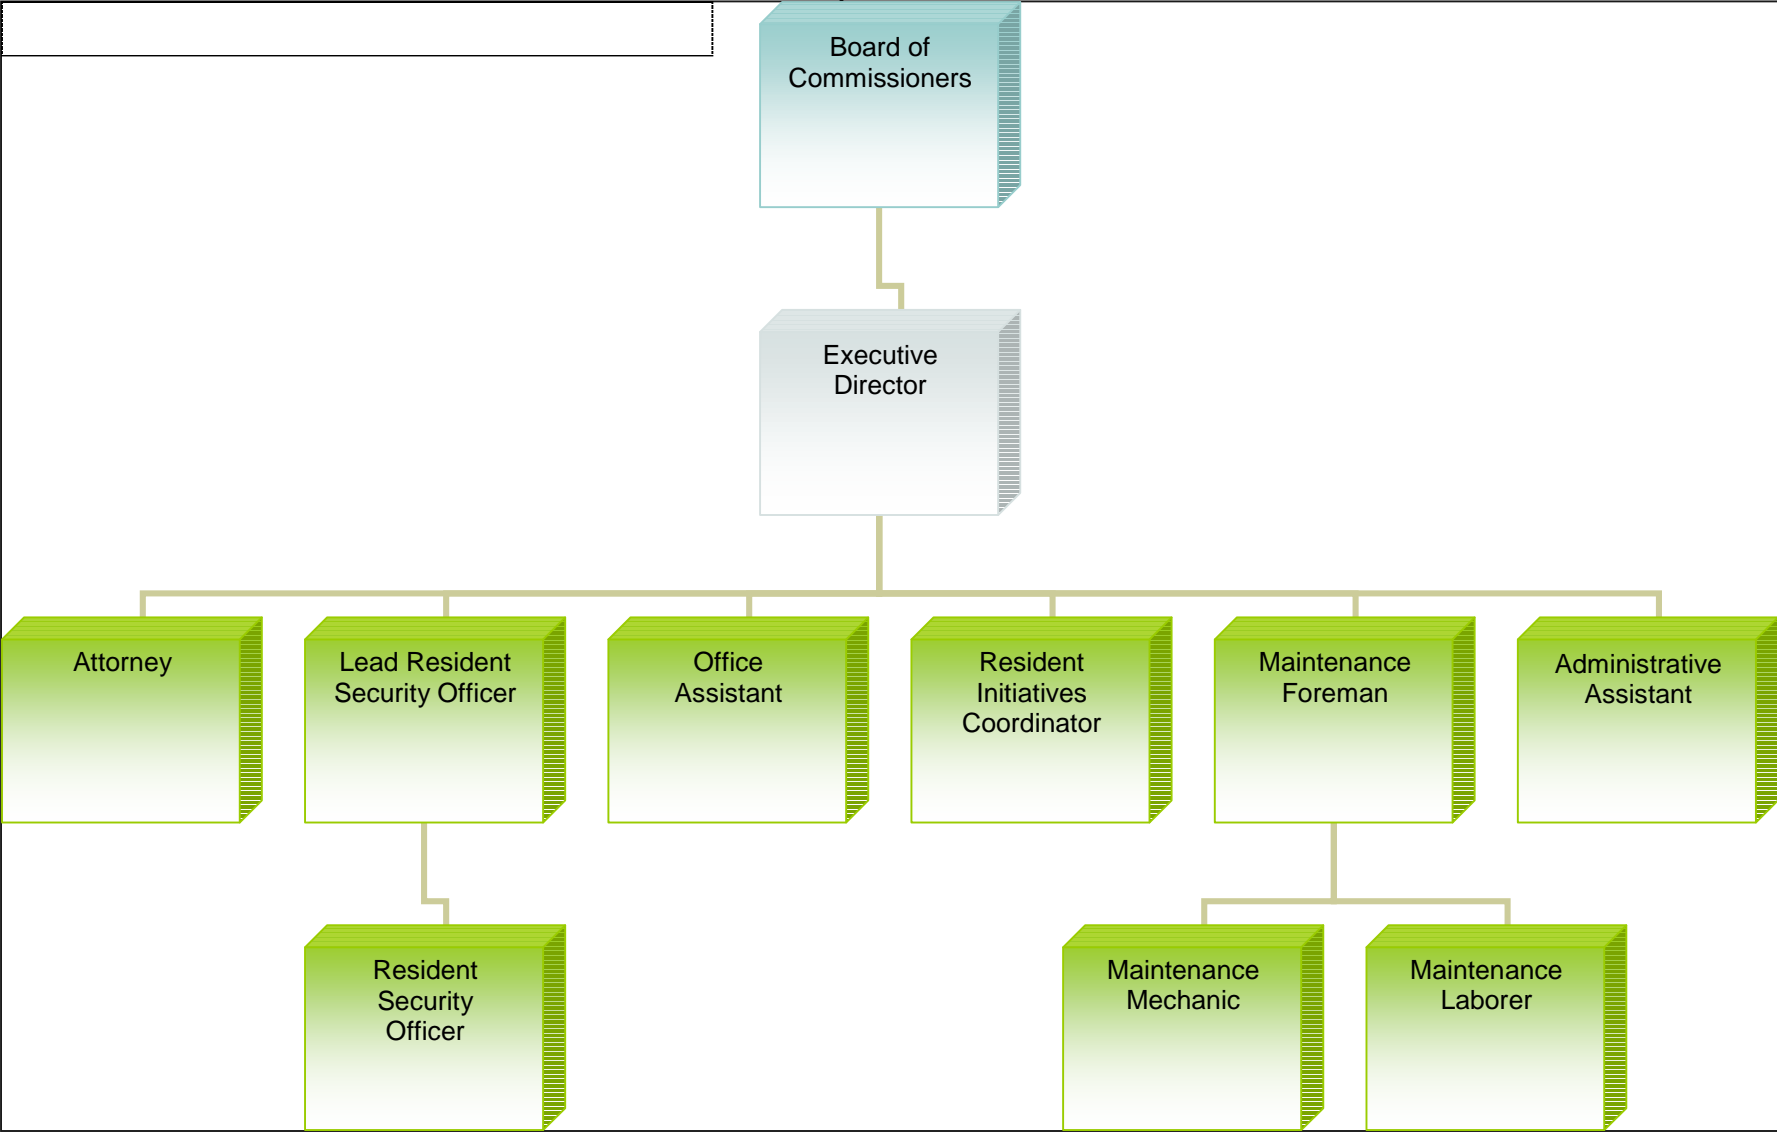 Board of
Commissioners
Executive
Director
Attorney
Lead Resident
Security Officer
Office
Assistant
Resident
Initiatives
Coordinator
Maintenance
Foreman
Administrative
Assistant
Resident
Security
Officer
Maintenance
Mechanic
Maintenance
Laborer